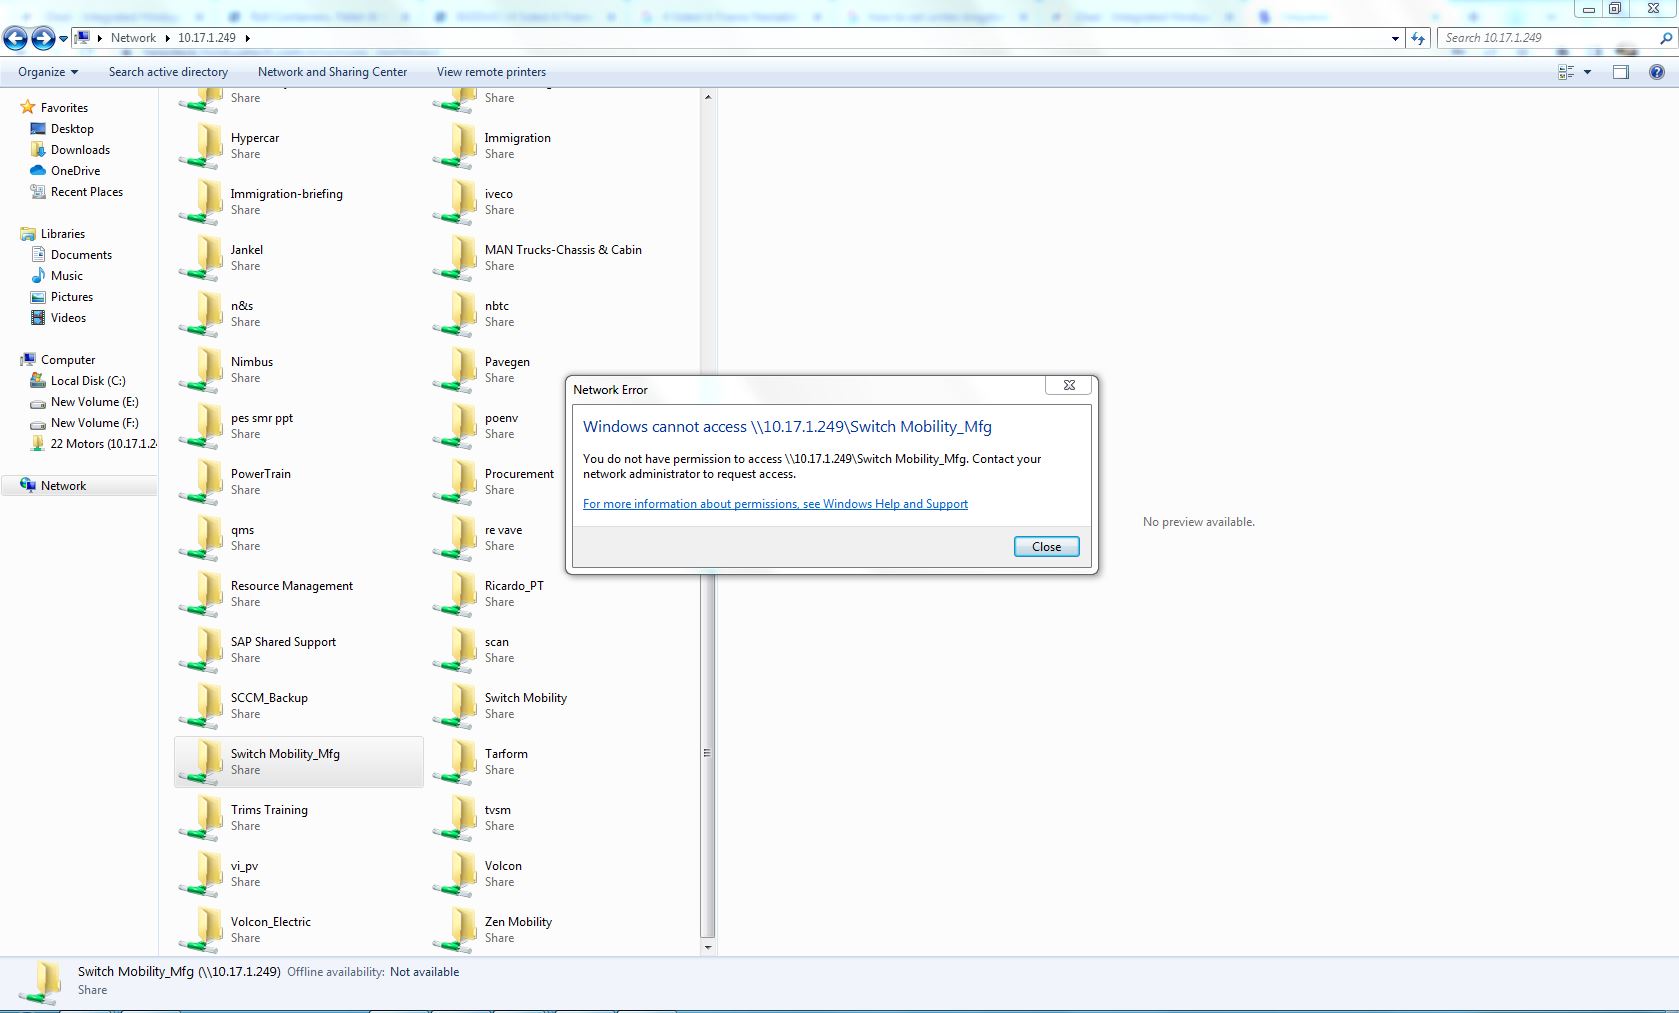 Network 10.17.1.249
Search 10.17.1.249
Organize Search active directory Network and Sharing Center View remote printers
Favorites
Desktop
Downloads
OneDrive
Recent Places
Libraries
Documents
Music
Pictures
Videos
Computer
Local Disk (C:)
New Volume (E:)
New Volume (F:)
22 Motors (10.17.1.2
Network
Share
Share
Hypercar
Share
Immigration
Share
Immigration-briefing
Share
iveco
Share
Jankel
Share
MAN Trucks-Chassis & Cabin
Share
n&s
Share
nbtc
Share
Nimbus
Share
Pavegen
Share
pes smr ppt
Share
poenv
Share
PowerTrain
Share
Procurement
Share
qms
Share
re vave
Share
Resource Management
Share
Ricardo_PT
Share
SAP Shared Support
Share
scan
Share
SCCM_Backup
Share
Switch Mobility
Share
Switch Mobility_Mfg
Share
Tarform
Share
Trims Training
Share
tvsm
Share
vi_pv
Share
Volcon
Share
Volcon_Electric
Share
Zen Mobility
Share
Network Error
Windows cannot access \\10.17.1.249\Switch Mobility_Mfg
You do not have permission to access \\10.17.1.249\Switch Mobility_Mfg. Contact your
network administrator to request access.
For more information about permissions, see Windows Help and Support
Close
No preview available.
Switch Mobility_Mfg (\\10.17.1.249) Offline availability: Not available
Share